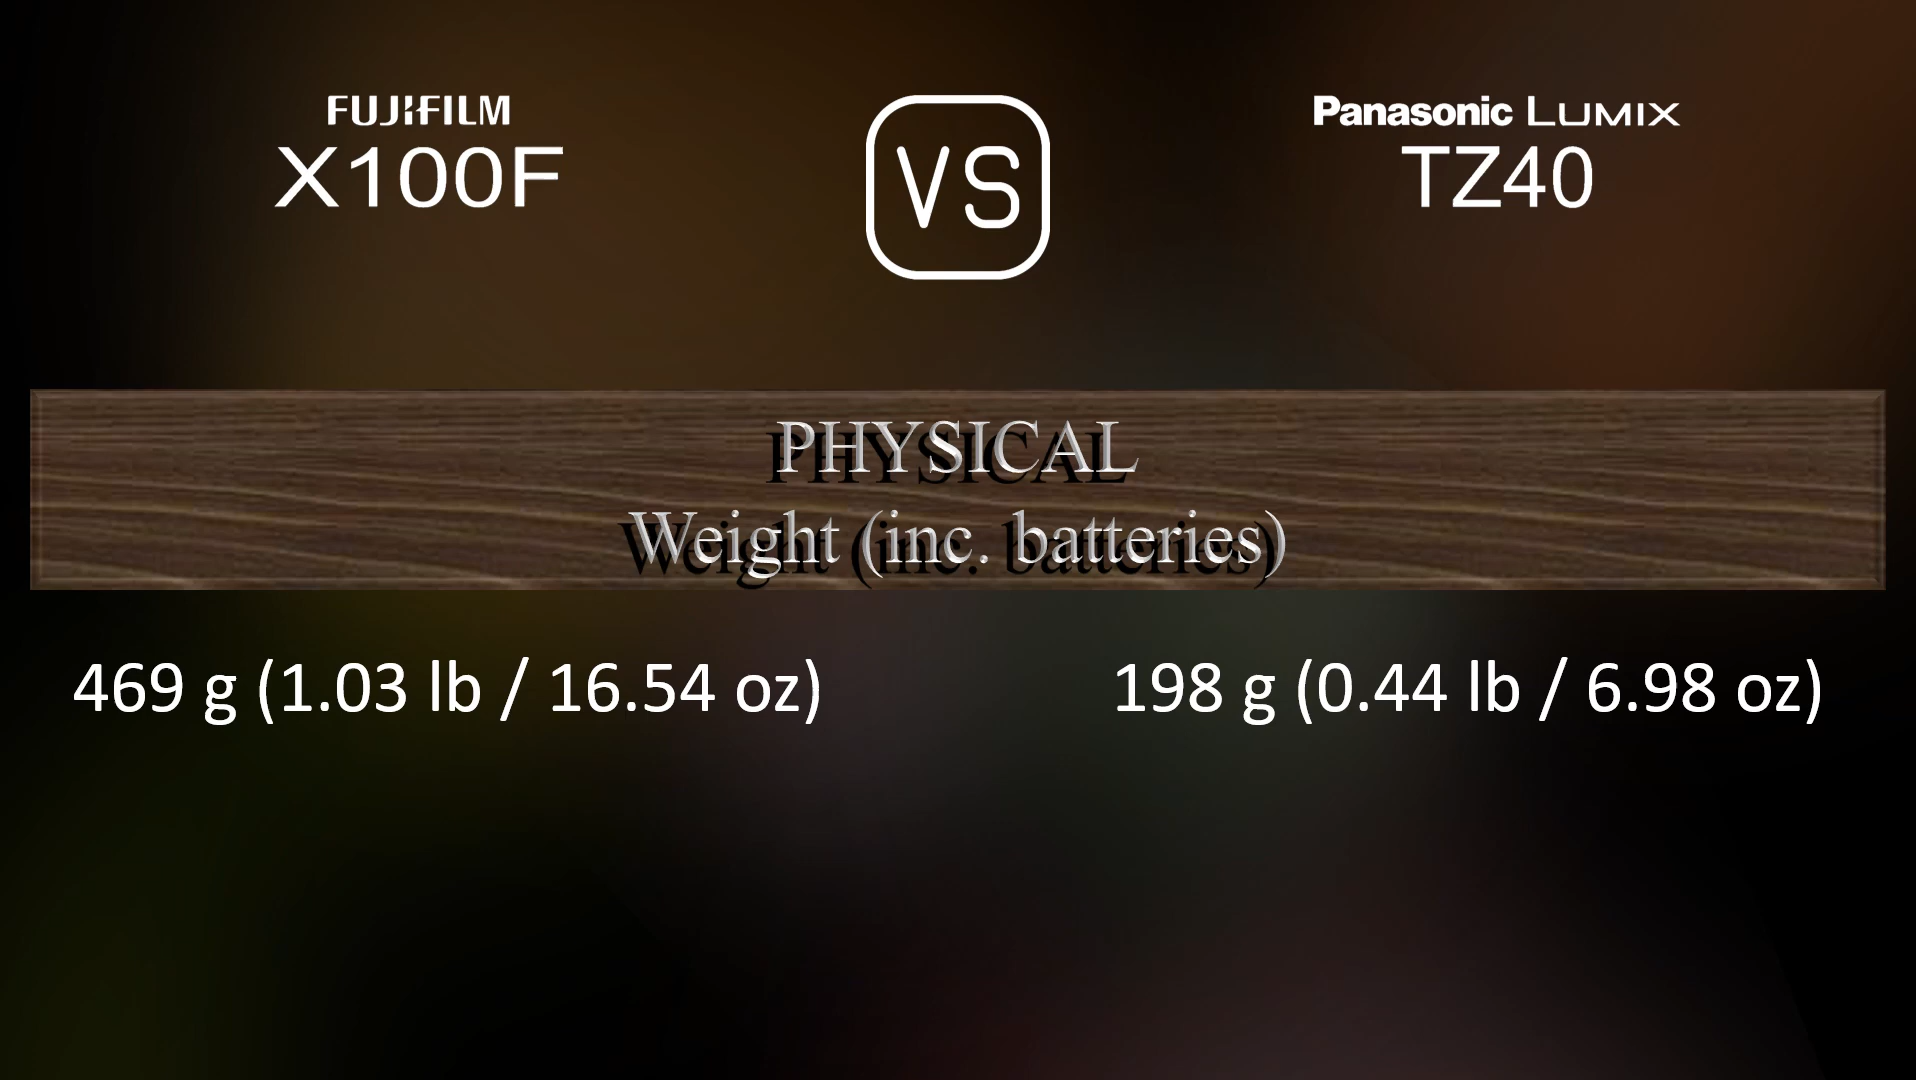 FUJIFILM
X100F
VS
Panasonic LUMIX
TZ40
PHYSICAL
Weight (inc. batteries)
469 g (1.03 lb / 16.54 oz)
198 g (0.44 lb / 6.98 oz)